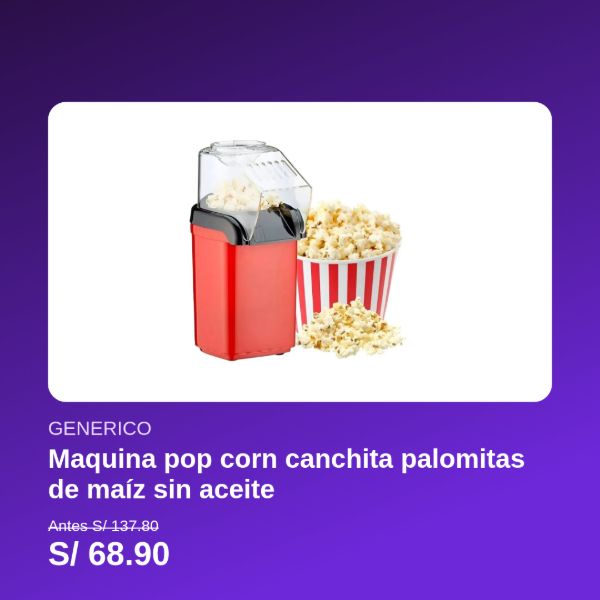 GENERICO
Maquina pop corn canchita palomitas
de maíz sin aceite
Antes S/ 137.80
S/ 68.90